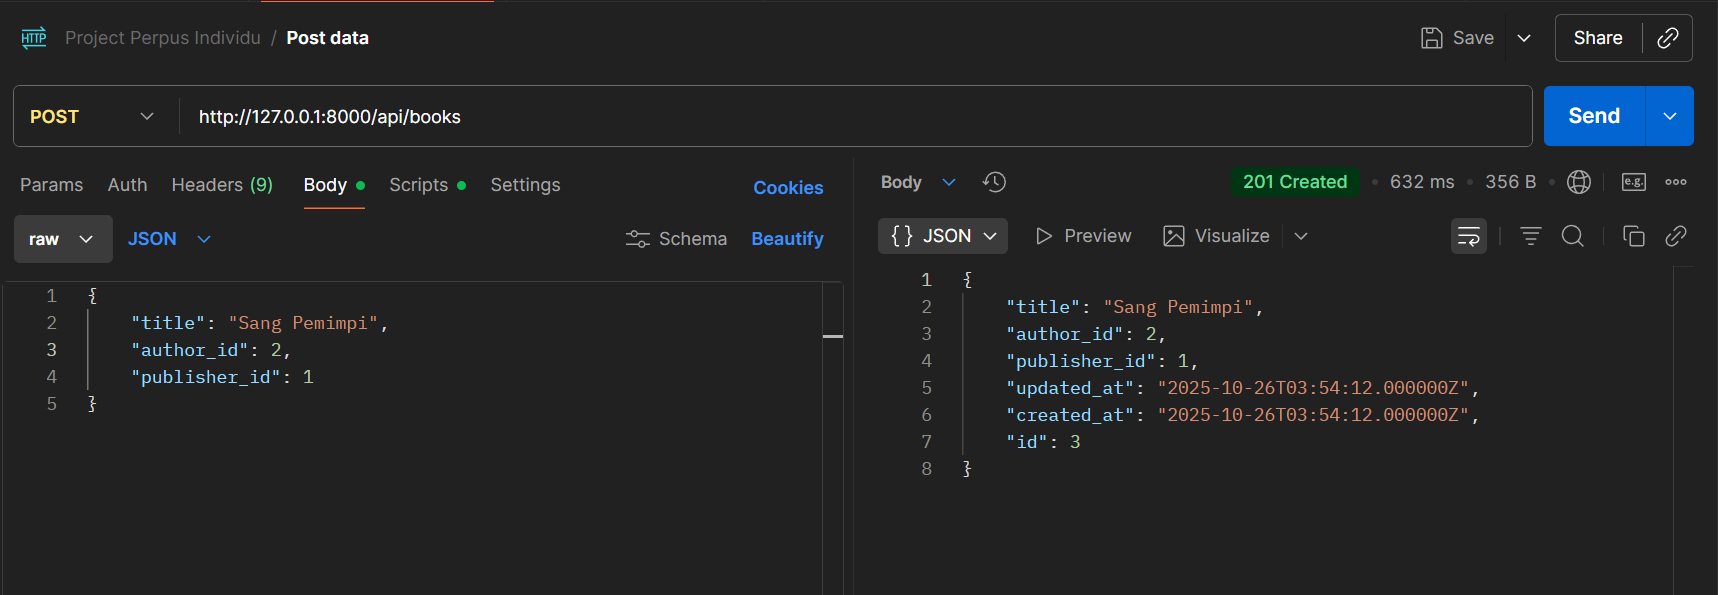 HTTP Project Perpus Individu / Post data Save Share
POST http://127.0.0.1:8000/api/books Send
Params Auth Headers (9) Body Scripts Settings Cookies
raw JSON Schema Beautify
1 {
2 "title": "Sang Pemimpi",
3 "author_id": 2,
4 "publisher_id": 1
5 }
Body 201 Created • 632 ms • 356 B • e.g.
{} JSON Preview Visualize
1 {
2 "title": "Sang Pemimpi",
3 "author_id": 2,
4 "publisher_id": 1,
5 "updated_at": "2025-10-26T03:54:12.000000Z",
6 "created_at": "2025-10-26T03:54:12.000000Z",
7 "id": 3
8 }